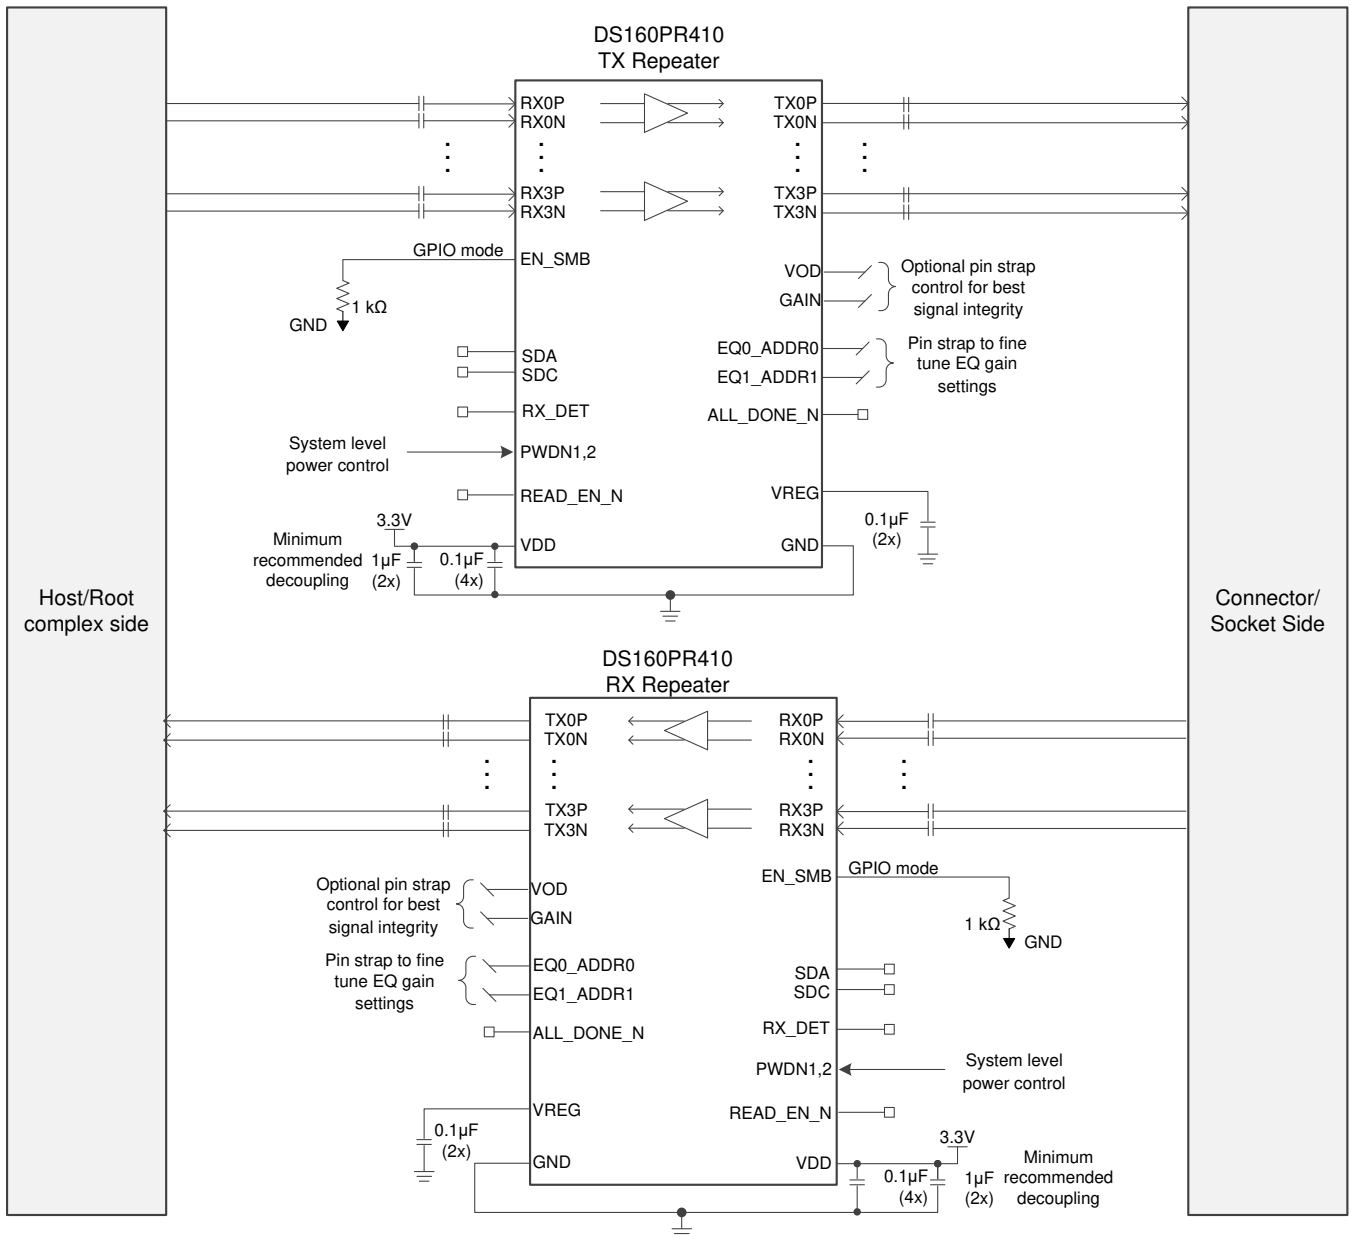 DS160PR410
TX Repeater
RX0P
RX0N
RX3P
RX3N
TX0P
TX0N
TX3P
TX3N
GPIO mode
EN_SMB
1 kΩ
GND
VOD
GAIN
Optional pin strap
control for best
signal integrity
EQ0_ADDR0
EQ1_ADDR1
Pin strap to fine
tune EQ gain
settings
SDA
SDC
RX_DET
ALL_DONE_N
System level
power control
PWDN1,2
READ_EN_N
VREG
0.1µF
(2x)
3.3V
VDD
GND
Minimum
recommended
decoupling
1µF
(2x)
0.1µF
(4x)
Host/Root
complex side
Connector/
Socket Side
DS160PR410
RX Repeater
TX0P
TX0N
TX3P
TX3N
RX0P
RX0N
RX3P
RX3N
EN_SMB
GPIO mode
1 kΩ
GND
Optional pin strap
control for best
signal integrity
VOD
GAIN
Pin strap to fine
tune EQ gain
settings
EQ0_ADDR0
EQ1_ADDR1
SDA
SDC
ALL_DONE_N
RX_DET
PWDN1,2
System level
power control
VREG
READ_EN_N
0.1µF
(2x)
GND
VDD
3.3V
0.1µF
(4x)
1µF
(2x)
Minimum
recommended
decoupling